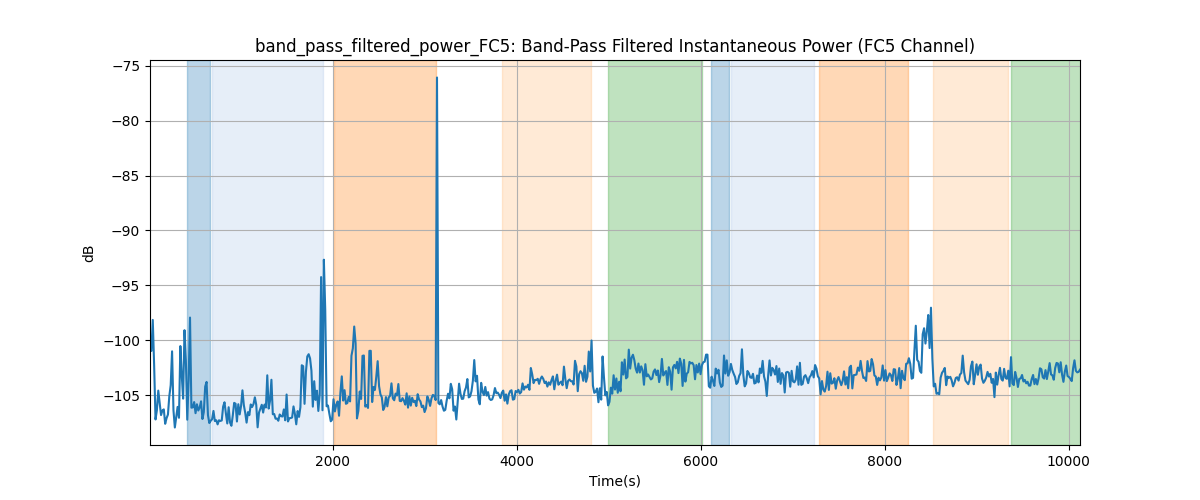 band_pass_filtered_power_FC5: Band-Pass Filtered Instantaneous Power (FC5 Channel)
−75
−80
−85
−90
−95
−100
−105
dB
2000 4000 6000 8000 10000
Time(s)